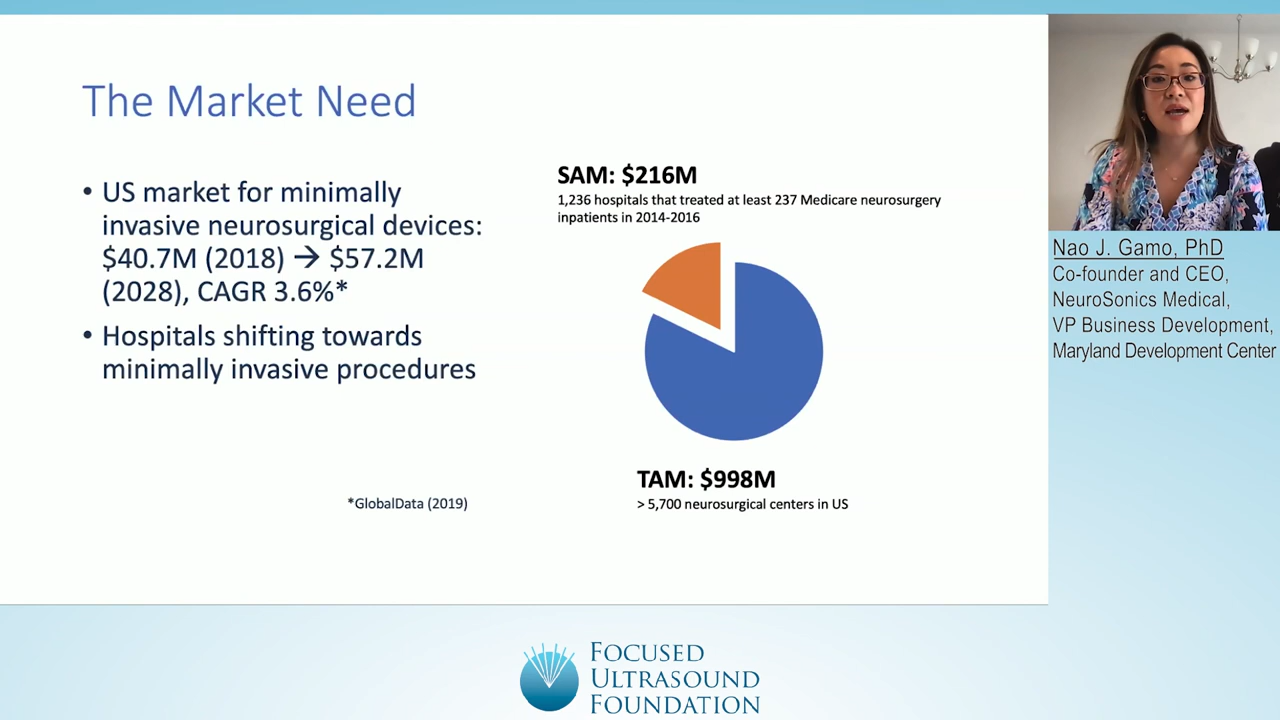 The Market Need
• US market for minimally
invasive neurosurgical devices:
$40.7M (2018) → $57.2M
(2028), CAGR 3.6%*
• Hospitals shifting towards
minimally invasive procedures
*GlobalData (2019)
SAM: $216M
1,236 hospitals that treated at least 237 Medicare neurosurgery
inpatients in 2014-2016
TAM: $998M
> 5,700 neurosurgical centers in US
Nao J. Gamo, PhD
Co-founder and CEO,
NeuroSonics Medical,
VP Business Development,
Maryland Development Center
FOCUSED
ULTRASOUND
FOUNDATION